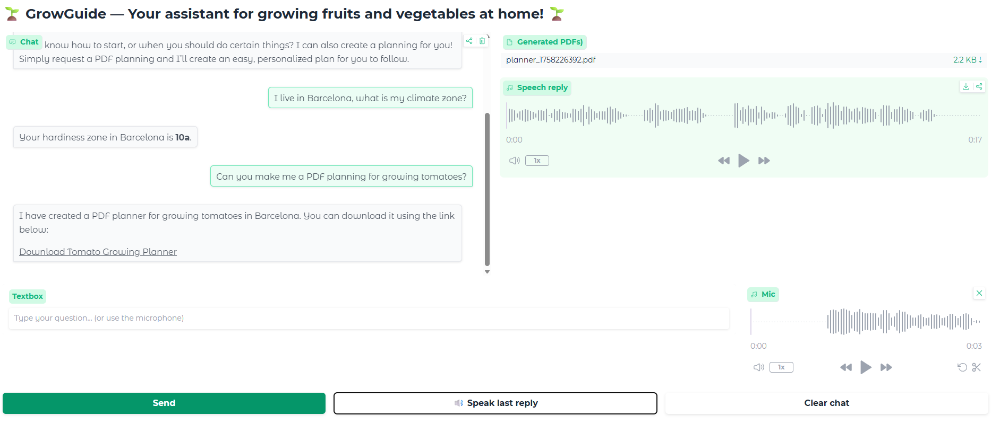 GrowGuide — Your assistant for growing fruits and vegetables at home!
Chat
know how to start, or when you should do certain things? I can also create a planning for you!
Simply request a PDF planning and I'll create an easy, personalized plan for you to follow.
I live in Barcelona, what is my climate zone?
Your hardiness zone in Barcelona is 10a.
Can you make me a PDF planning for growing tomatoes?
I have created a PDF planner for growing tomatoes in Barcelona. You can download it using the link
below:
Download Tomato Growing Planner
Generated PDFs)
planner_1758226392.pdf 2.2 KB ⇣
Speech reply
0:00 0:17
1x
Textbox
Type your question... (or use the microphone)
Mic
0:00 0:03
1x
Send
Speak last reply
Clear chat